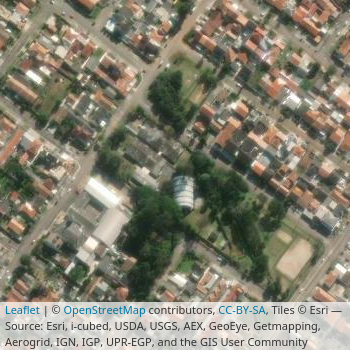 Leaflet | © OpenStreetMap contributors, CC-BY-SA, Tiles © Esri —
Source: Esri, i-cubed, USDA, USGS, AEX, GeoEye, Getmapping,
Aerogrid, IGN, IGP, UPR-EGP, and the GIS User Community